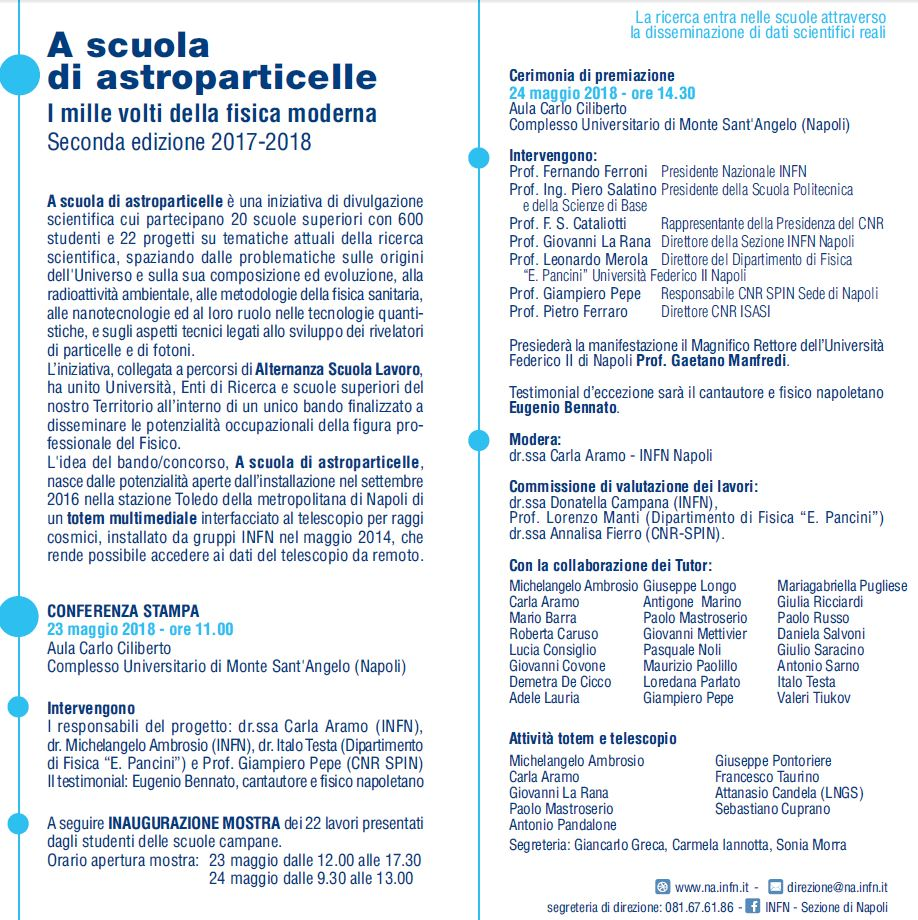 A scuola
di astroparticelle
I mille volti della fisica moderna
Seconda edizione 2017-2018
A scuola di astroparticelle è una iniziativa di divulgazione
scientifica cui partecipano 20 scuole superiori con 600
studenti e 22 progetti su tematiche attuali della ricerca
scientifica, spaziando dalle problematiche sulle origini
dell'Universo e sulla sua composizione ed evoluzione, alla
radioattività ambientale, alle metodologie della fisica sanitaria,
alle nanotecnologie ed al loro ruolo nelle tecnologie quanti-
stiche, e sugli aspetti tecnici legati allo sviluppo dei rivelatori
di particelle e di fotoni.
L'iniziativa, collegata a percorsi di Alternanza Scuola Lavoro,
ha unito Università, Enti di Ricerca e scuole superiori del
nostro Territorio all'interno di un unico bando finalizzato a
disseminare le potenzialità occupazionali della figura pro-
fessionale del Fisico.
L'idea del bando/concorso, A scuola di astroparticelle,
nasce dalle potenzialità aperte dall'installazione nel settembre
2016 nella stazione Toledo della metropolitana di Napoli di
un totem multimediale interfacciato al telescopio per raggi
cosmici, installato da gruppi INFN nel maggio 2014, che
rende possibile accedere ai dati del telescopio da remoto.
CONFERENZA STAMPA
23 maggio 2018 - ore 11.00
Aula Carlo Ciliberto
Complesso Universitario di Monte Sant'Angelo (Napoli)
Intervengono
I responsabili del progetto: dr.ssa Carla Aramo (INFN),
dr. Michelangelo Ambrosio (INFN), dr. Italo Testa (Dipartimento
di Fisica "E. Pancini") e Prof. Giampiero Pepe (CNR SPIN)
Il testimonial: Eugenio Bennato, cantautore e fisico napoletano
A seguire INAUGURAZIONE MOSTRA dei 22 lavori presentati
dagli studenti delle scuole campane.
Orario apertura mostra: 23 maggio dalle 12.00 alle 17.30
24 maggio dalle 9.30 alle 13.00
La ricerca entra nelle scuole attraverso
la disseminazione di dati scientifici reali
Cerimonia di premiazione
24 maggio 2018 - ore 14.30
Aula Carlo Ciliberto
Complesso Universitario di Monte Sant'Angelo (Napoli)
Intervengono:
Prof. Fernando Ferroni Presidente Nazionale INFN
Prof. Ing. Piero Salatino Presidente della Scuola Politecnica
e della Scienze di Base
Prof. F. S. Cataliotti Rappresentante della Presidenza del CNR
Prof. Giovanni La Rana Direttore della Sezione INFN Napoli
Prof. Leonardo Merola Direttore del Dipartimento di Fisica
"E. Pancini" Università Federico II Napoli
Prof. Giampiero Pepe Responsabile CNR SPIN Sede di Napoli
Prof. Pietro Ferraro Direttore CNR ISASI
Presiederà la manifestazione il Magnifico Rettore dell'Università
Federico II di Napoli Prof. Gaetano Manfredi.
Testimonial d'eccezione sarà il cantautore e fisico napoletano
Eugenio Bennato.
Modera:
dr.ssa Carla Aramo - INFN Napoli
Commissione di valutazione dei lavori:
dr.ssa Donatella Campana (INFN),
Prof. Lorenzo Manti (Dipartimento di Fisica "E. Pancini")
dr.ssa Annalisa Fierro (CNR-SPIN).
Con la collaborazione dei Tutor:
Michelangelo Ambrosio Giuseppe Longo Mariagabriella Pugliese
Carla Aramo Antigone Marino Giulia Ricciardi
Mario Barra Paolo Mastroserio Paolo Russo
Roberta Caruso Giovanni Mettivier Daniela Salvoni
Lucia Consiglio Pasquale Noli Giulio Saracino
Giovanni Covone Maurizio Paolillo Antonio Sarno
Demetra De Cicco Loredana Parlato Italo Testa
Adele Lauria Giampiero Pepe Valeri Tiukov
Attività totem e telescopio
Michelangelo Ambrosio Giuseppe Pontoriere
Carla Aramo Francesco Taurino
Giovanni La Rana Attanasio Candela (LNGS)
Paolo Mastroserio Sebastiano Cuprano
Antonio Pandalone
Segreteria: Giancarlo Greca, Carmela Iannotta, Sonia Morra
www.na.infn.it - direzione@na.infn.it
segreteria di direzione: 081.67.61.86 - f INFN - Sezione di Napoli